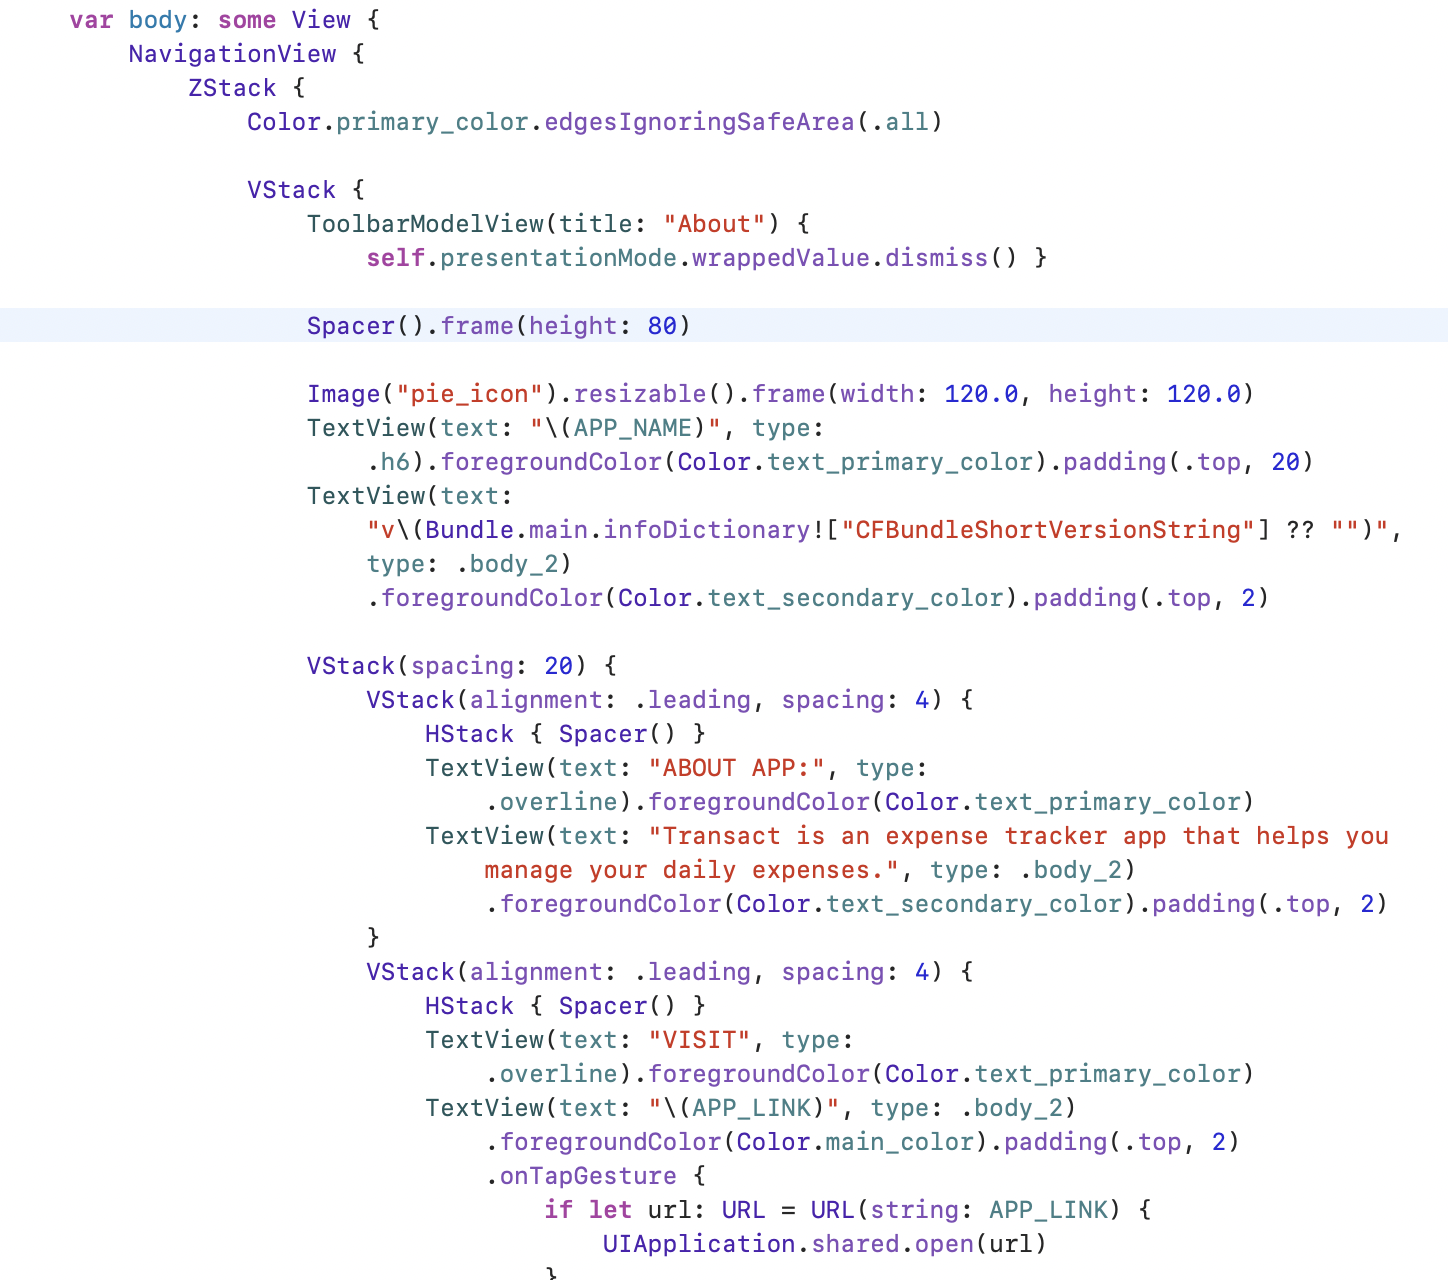 var body: some View {
NavigationView {
ZStack {
Color.primary_color.edgesIgnoringSafeArea(.all)
VStack {
ToolbarModelView(title: "About") {
self.presentationMode.wrappedValue.dismiss() }
Spacer().frame(height: 80)
Image("pie_icon").resizable().frame(width: 120.0, height: 120.0)
TextView(text: "\(APP_NAME)", type:
.h6).foregroundColor(Color.text_primary_color).padding(.top, 20)
TextView(text:
"v\(Bundle.main.infoDictionary!["CFBundleShortVersionString"] ?? "")",
type: .body_2)
.foregroundColor(Color.text_secondary_color).padding(.top, 2)
VStack(spacing: 20) {
VStack(alignment: .leading, spacing: 4) {
HStack { Spacer() }
TextView(text: "ABOUT APP:", type:
.overline).foregroundColor(Color.text_primary_color)
TextView(text: "Transact is an expense tracker app that helps you
manage your daily expenses.", type: .body_2)
.foregroundColor(Color.text_secondary_color).padding(.top, 2)
}
VStack(alignment: .leading, spacing: 4) {
HStack { Spacer() }
TextView(text: "VISIT", type:
.overline).foregroundColor(Color.text_primary_color)
TextView(text: "\(APP_LINK)", type: .body_2)
.foregroundColor(Color.main_color).padding(.top, 2)
.onTapGesture {
if let url: URL = URL(string: APP_LINK) {
UIApplication.shared.open(url)
}